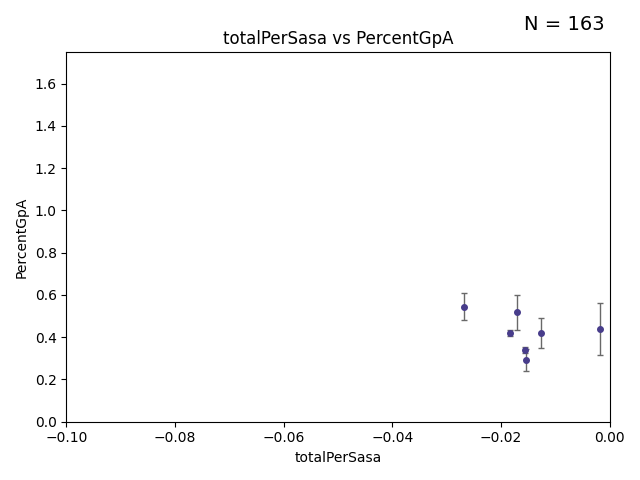 N = 163
totalPerSasa vs PercentGpA
PercentGpA
1.6
1.4
1.2
1.0
0.8
0.6
0.4
0.2
0.0
−0.10 −0.08 −0.06 −0.04 −0.02 0.00
totalPerSasa